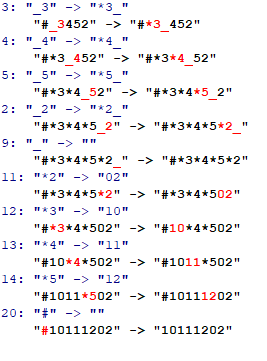 3: "_3" -> "*3_"
"#_3452" -> "#*3_452"
4: "_4" -> "*4_"
"#*3_452" -> "#*3*4_52"
5: "_5" -> "*5_"
"#*3*4_52" -> "#*3*4*5_2"
2: "_2" -> "*2_"
"#*3*4*5_2" -> "#*3*4*5*2_"
9: "_" -> ""
"#*3*4*5*2_" -> "#*3*4*5*2"
11: "*2" -> "02"
"#*3*4*5*2" -> "#*3*4*502"
12: "*3" -> "10"
"#*3*4*502" -> "#10*4*502"
13: "*4" -> "11"
"#10*4*502" -> "#1011*502"
14: "*5" -> "12"
"#1011*502" -> "#10111202"
20: "#" -> ""
"#10111202" -> "10111202"